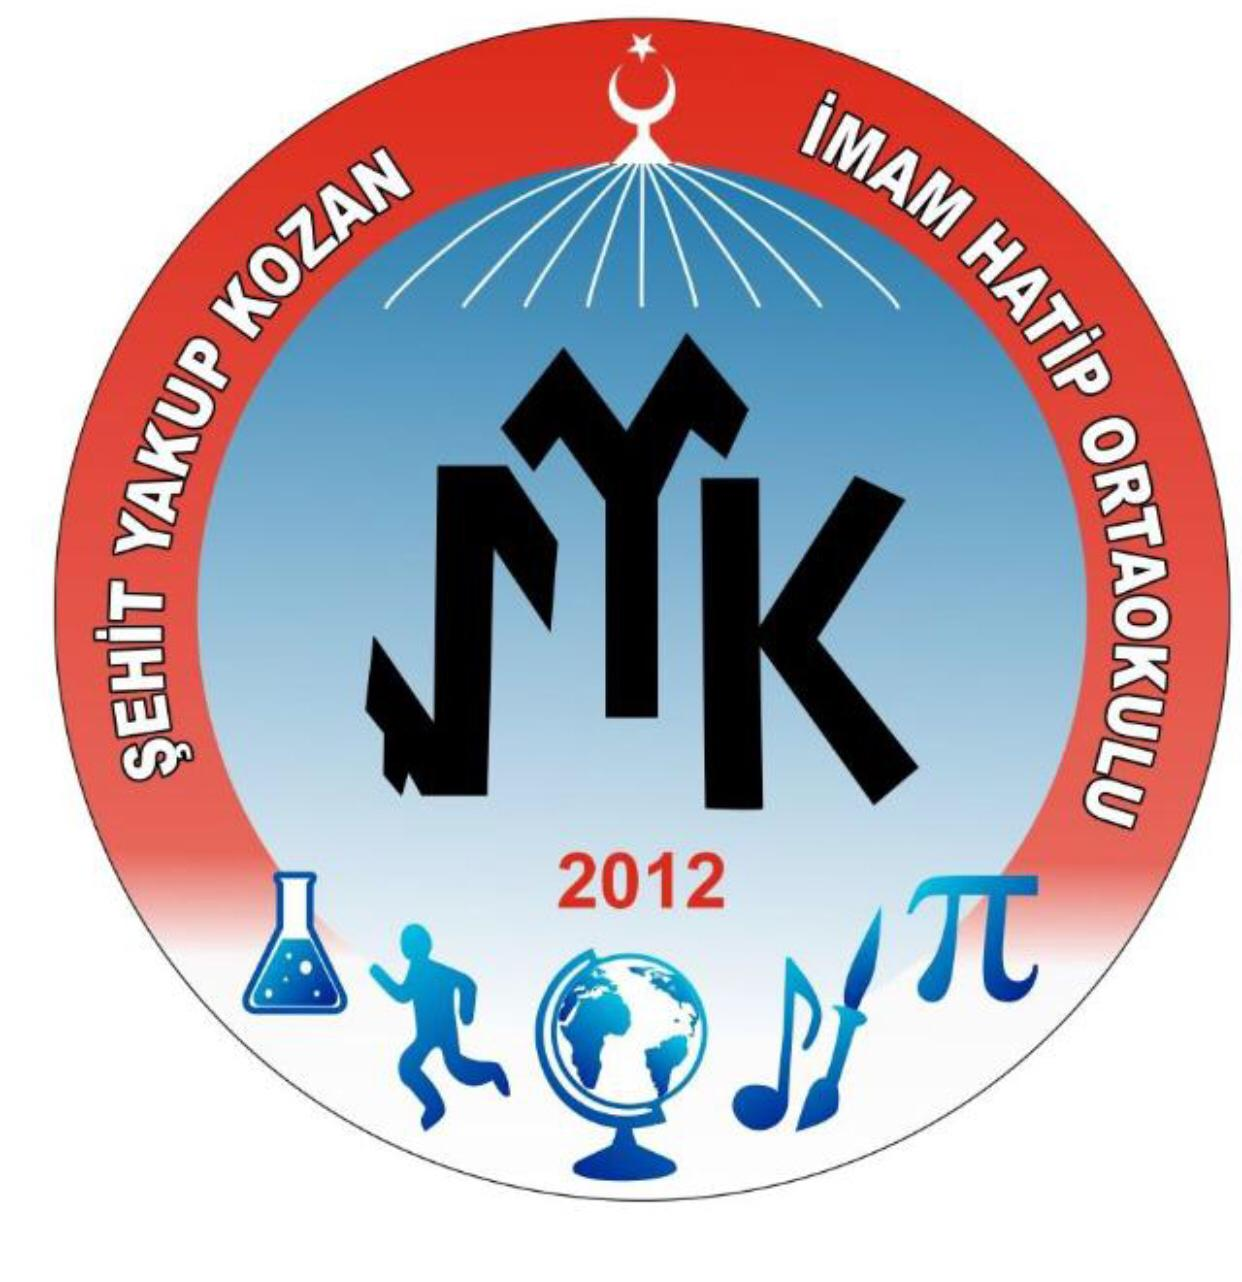 ŞEHİT YAKUP KOZAN
İMAM HATİP ORTAOKULU
ŞYK
2012
π